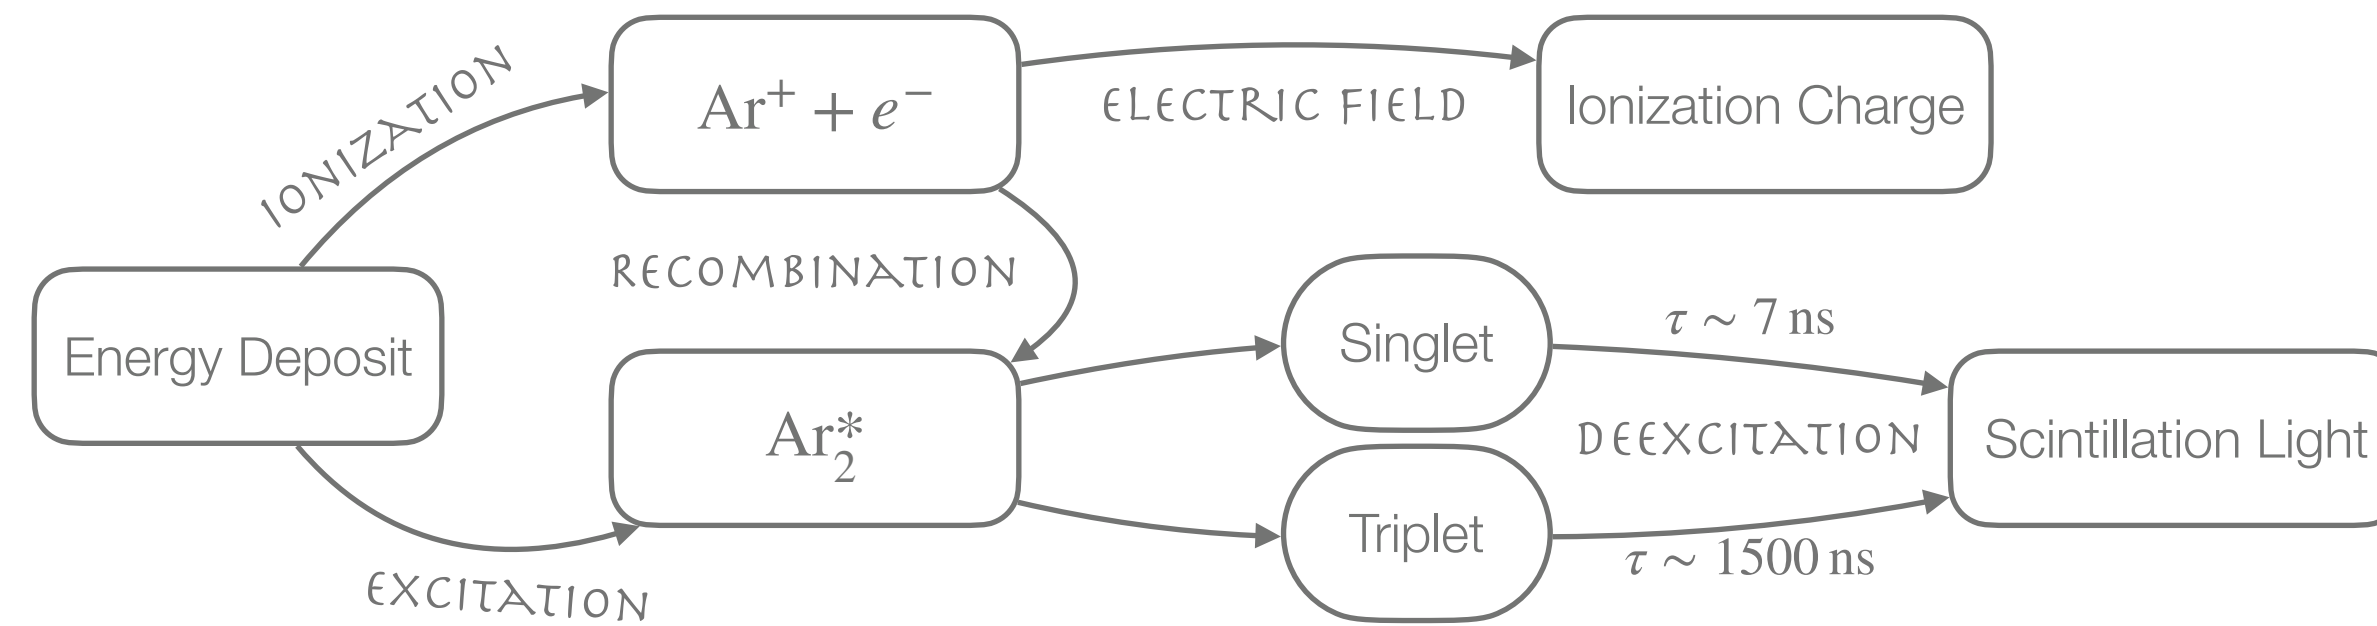 IONIZATION
Ar⁺ + e⁻
ELECTRIC FIELD
Ionization Charge
RECOMBINATION
Energy Deposit
Singlet
τ ∼ 7 ns
Ar₂*
DEEXCITATION
Scintillation Light
Triplet
τ ∼ 1500 ns
EXCITATION